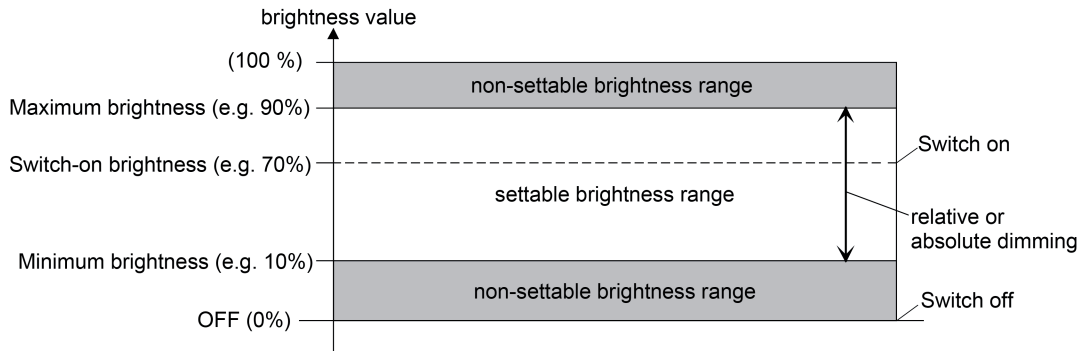 brightness value
(100 %)
non-settable brightness range
Maximum brightness (e.g. 90%)
Switch on
Switch-on brightness (e.g. 70%)
settable brightness range
relative or
absolute dimming
Minimum brightness (e.g. 10%)
non-settable brightness range
Switch off
OFF (0%)